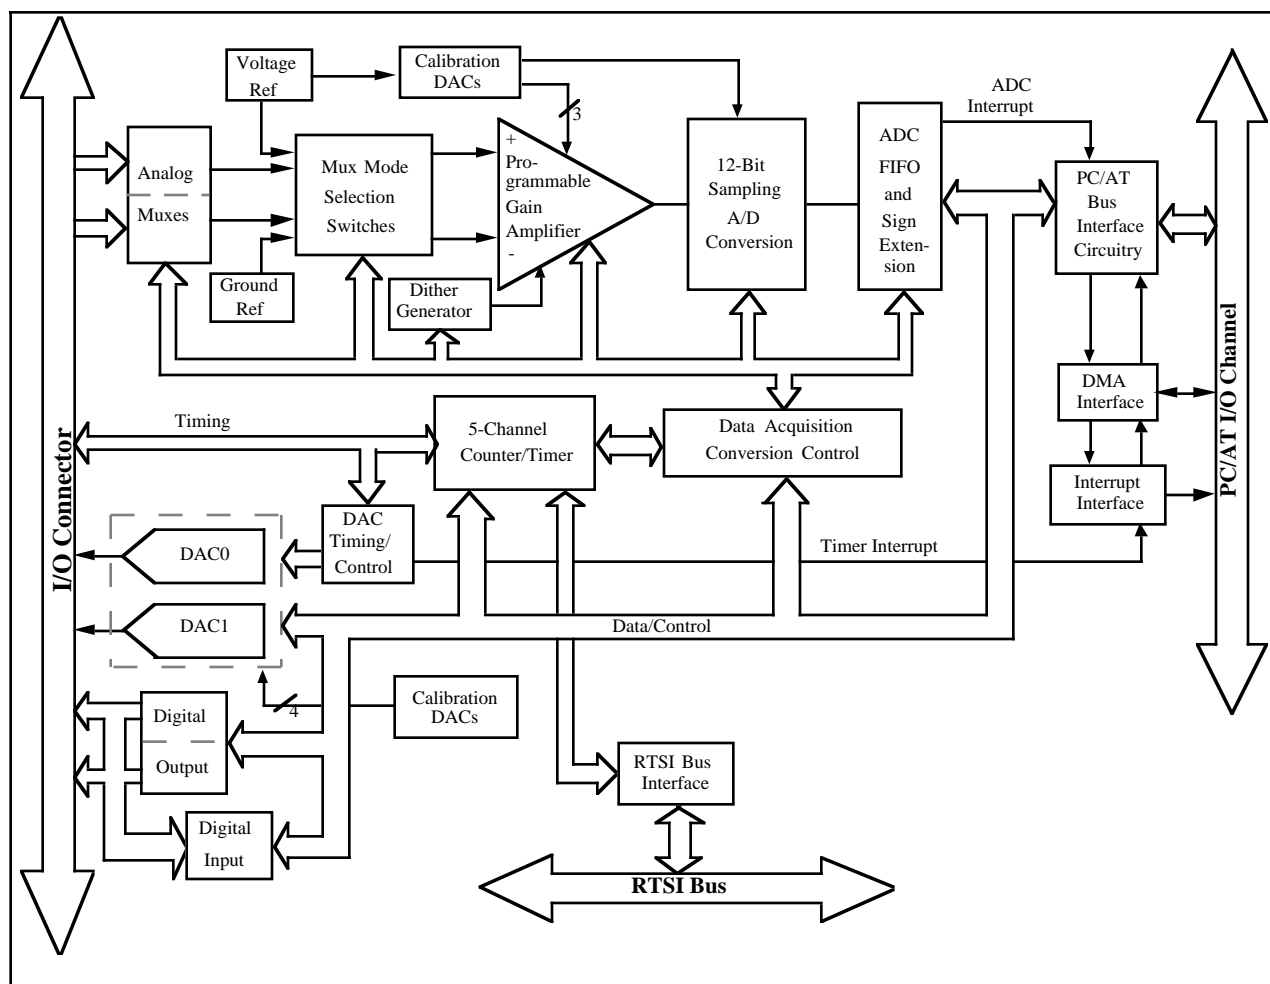 Voltage
Ref
Calibration
DACs
3
ADC
Interrupt
Analog
Muxes
Mux Mode
Selection
Switches
+
Pro-
grammable
Gain
Amplifier
-
12-Bit
Sampling
A/D
Conversion
ADC
FIFO
and
Sign
Exten-
sion
PC/AT
Bus
Interface
Circuitry
Ground
Ref
Dither
Generator
DMA
Interface
Timing
5-Channel
Counter/Timer
Data Acquisition
Conversion Control
Interrupt
Interface
PC/AT I/O Channel
I/O Connector
DAC
Timing/
Control
DAC0
Timer Interrupt
DAC1
Data/Control
4
Calibration
DACs
Digital
Output
RTSI Bus
Interface
Digital
Input
RTSI Bus